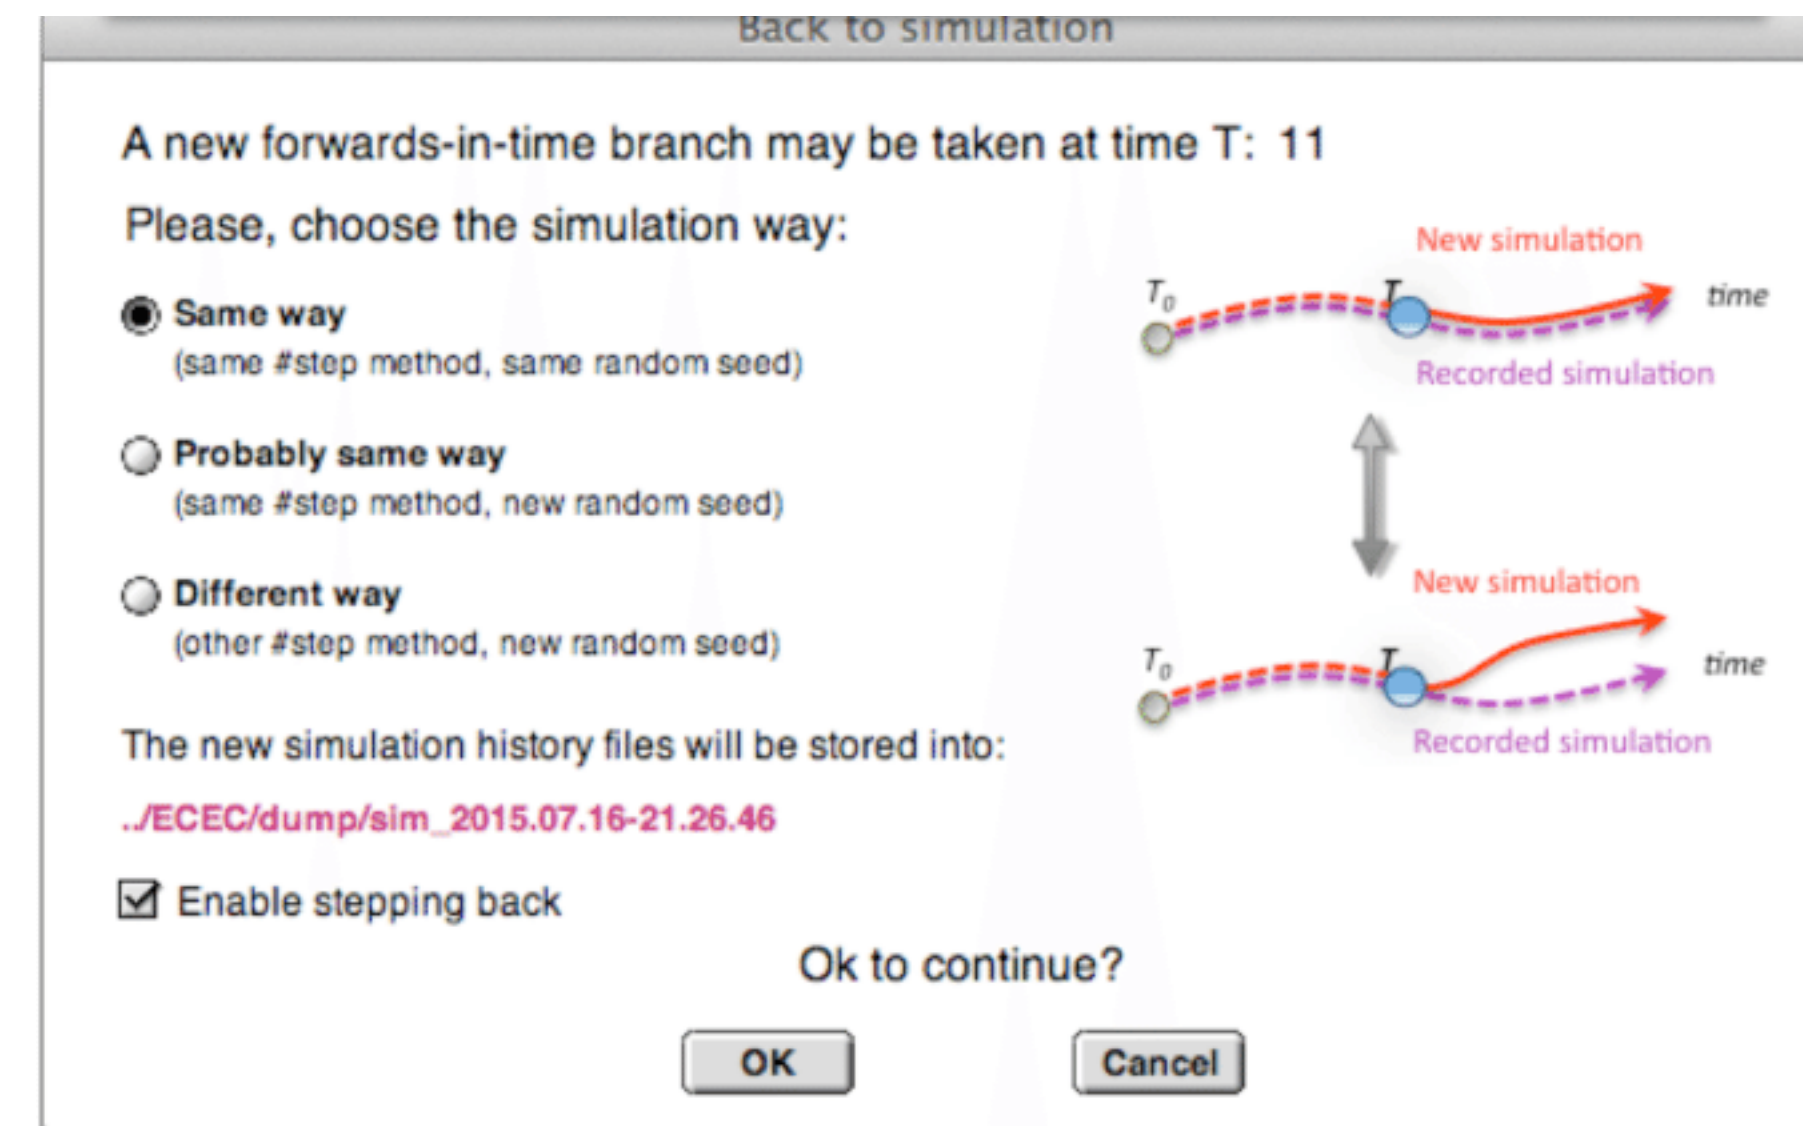 Back to simulation
A new forwards-in-time branch may be taken at time T: 11
Please, choose the simulation way:
Same way
(same #step method, same random seed)
Probably same way
(same #step method, new random seed)
Different way
(other #step method, new random seed)
New simulation
T0
T
time
Recorded simulation
New simulation
T0
T
time
Recorded simulation
The new simulation history files will be stored into:
../ECEC/dump/sim_2015.07.16-21.26.46
Enable stepping back
Ok to continue?
OK
Cancel